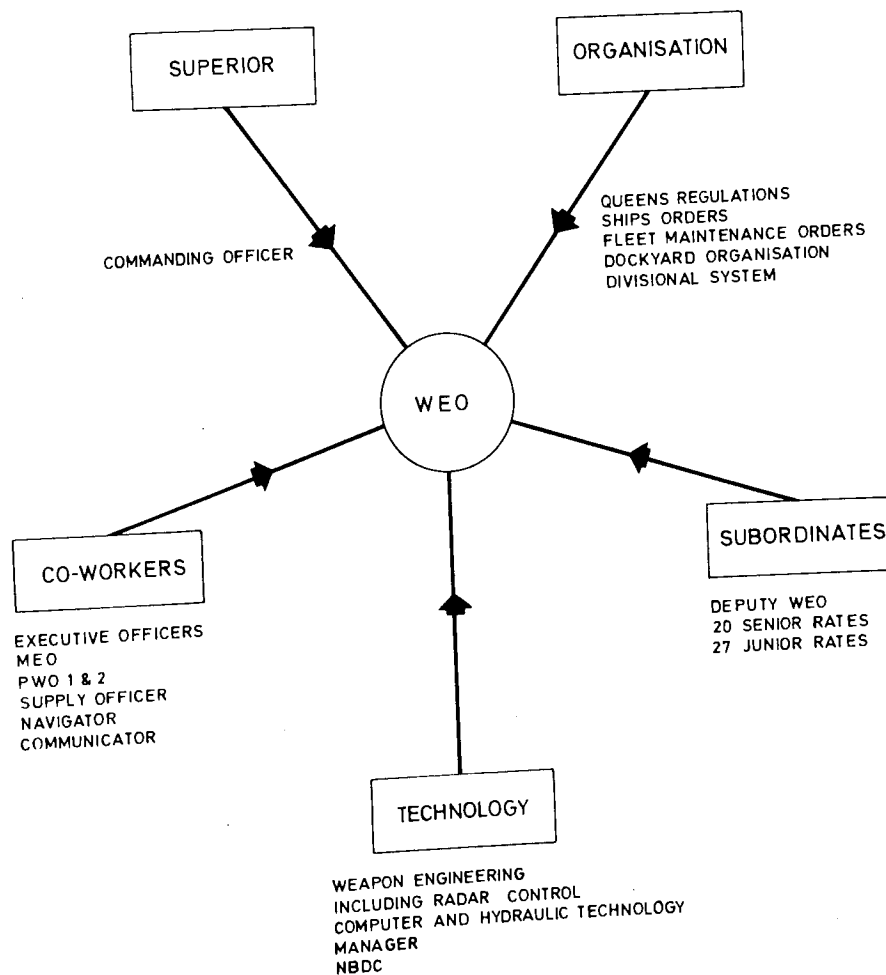 SUPERIOR
ORGANISATION
COMMANDING OFFICER
QUEENS REGULATIONS
SHIPS ORDERS
FLEET MAINTENANCE ORDERS
DOCKYARD ORGANISATION
DIVISIONAL SYSTEM
WEO
CO-WORKERS
EXECUTIVE OFFICERS
MEO
PWO 1 & 2
SUPPLY OFFICER
NAVIGATOR
COMMUNICATOR
SUBORDINATES
DEPUTY WEO
20 SENIOR RATES
27 JUNIOR RATES
TECHNOLOGY
WEAPON ENGINEERING
INCLUDING RADAR CONTROL
COMPUTER AND HYDRAULIC TECHNOLOGY
MANAGER
NBDC